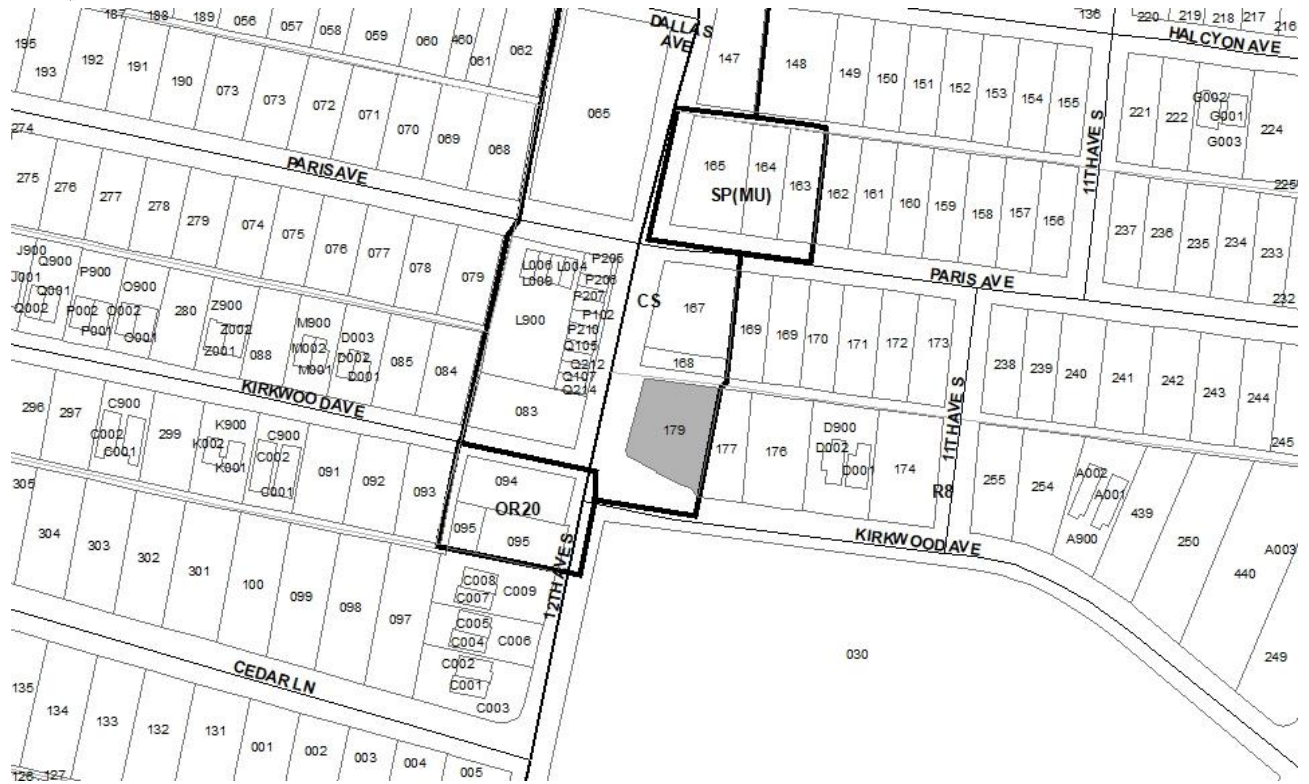 187 188 189 056 057 058 059 060 460 061 062
DALLAS AVE
147 148 149 150 151 152 153 154 155
136 220 219 218 217 216
HALCYON AVE
195 193 192 191 190 073 073 072 071 070 069 068
065
221 222 G002 G001 G003 224 225
11TH AVE S
274
PARIS AVE
165 164 163 162 161 160 159 158 157 156
SP(MU)
237 236 235 234 233 232
275 276 277 278 279 074 075 076 077 078 079
PARIS AVE
J900 J001 Q900 Q001 Q002 P900 P002 P001 O900 O002 O001 280 Z900 Z002 Z001 088 M900 M002 M001 D003 D002 D001 085 084
L006 L004 L008 L900
P205 P206 P207 P102 P210 Q105 Q212 Q107 Q214
083
CS
167 168
169 169 170 171 172 173
238 239 240 241 242 243 244 245
KIRKWOOD AVE
179
177 176 D900 D002 D001 174
11TH AVE S
R8
255 254 A002 A001 A900 439 250 440 A003 249
296 297 C900 C002 C001 299 K900 K002 K001 C900 C002 C001 091 092 093
094
OR20
095 095
KIRKWOOD AVE
305 304 303 302 301 100 099 098 097
12TH AVE S
C008 C007 C009 C005 C004 C006 C002 C001 C003
030
CEDAR LN
135 134 133 132 131 001 002 003 004 005
126 127